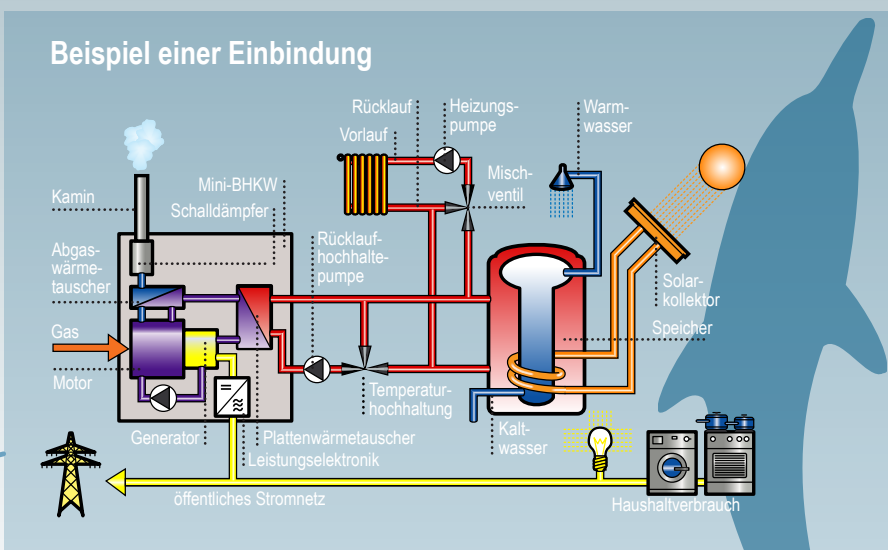 Beispiel einer Einbindung
Rücklauf
Vorlauf
Heizungs-
pumpe
Warm-
wasser
Misch-
ventil
Mini-BHKW
Schalldämpfer
Kamin
Rücklauf-
hochhalte-
pumpe
Abgas-
wärme-
tauscher
Solar-
kollektor
Speicher
Gas
Motor
Temperatur-
hochhaltung
Kalt-
wasser
Generator
Plattenwärmetauscher
Leistungselektronik
öffentliches Stromnetz
Haushaltverbrauch